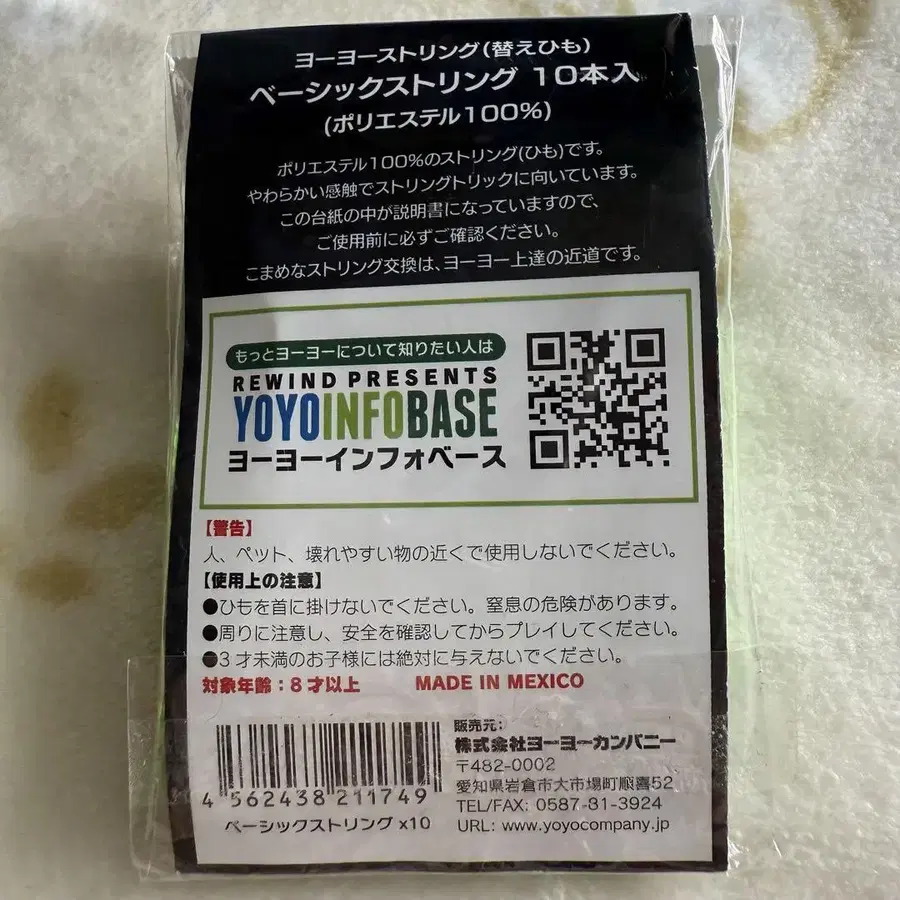 ヨーヨーストリング(替えひも)
ベーシックストリング 10本入
(ポリエステル100%)
ポリエステル100%のストリング(ひも)です。
やわらかい感触でストリングトリックに向いています。
この台紙の中が説明書になっていますので、
ご使用前に必ずご確認ください。
こまめなストリング交換は、ヨーヨー上達の近道です。
もっとヨーヨーについて知りたい人は
REWIND PRESENTS
YOYOINFOBASE
ヨーヨーインフォベース
【警告】
人、ペット、壊れやすい物の近くで使用しないでください。
【使用上の注意】
●ひもを首に掛けないでください。窒息の危険があります。
●周りに注意し、安全を確認してからプレイしてください。
●3才未満のお子様には絶対に与えないでください。
対象年齢:8才以上 MADE IN MEXICO
販売元:
株式会社ヨーヨーカンパニー
〒482-0002
愛知県岩倉市大市場町順喜52
TEL/FAX: 0587-81-3924
URL: www.yoyocompany.jp
4 562438 211749
ベーシックストリング x10